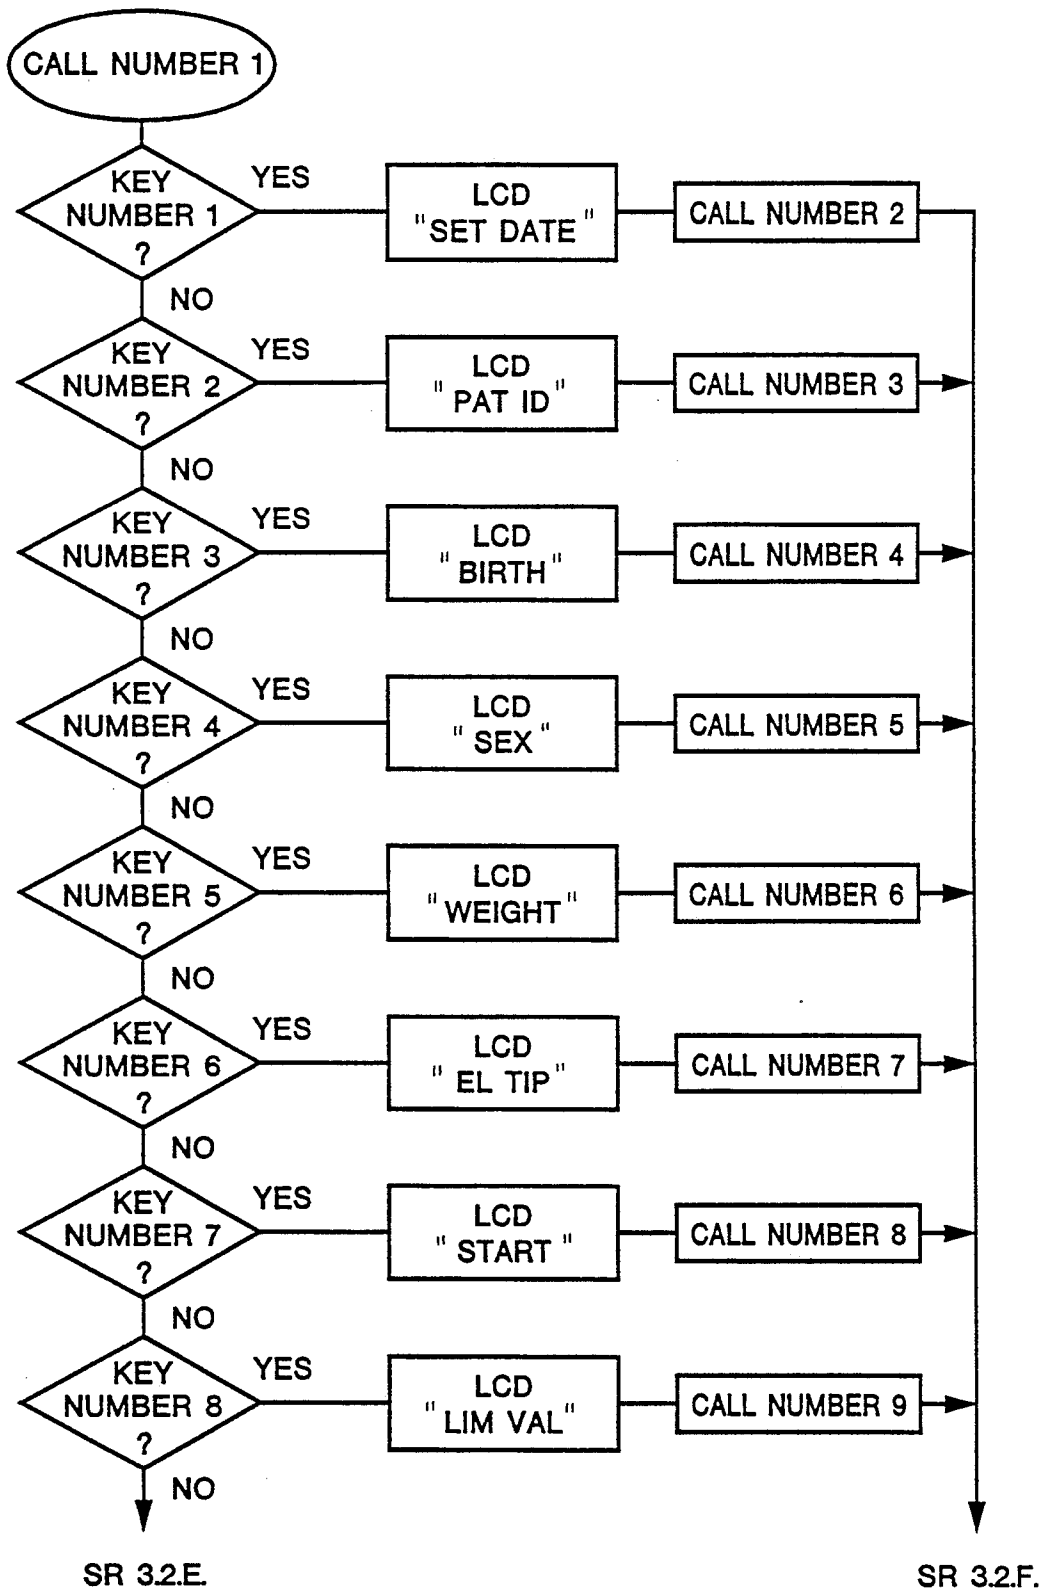 CALL NUMBER 1
KEY
NUMBER 1
?
YES
LCD
"SET DATE"
CALL NUMBER 2
NO
KEY
NUMBER 2
?
YES
LCD
"PAT ID"
CALL NUMBER 3
NO
KEY
NUMBER 3
?
YES
LCD
"BIRTH"
CALL NUMBER 4
NO
KEY
NUMBER 4
?
YES
LCD
"SEX"
CALL NUMBER 5
NO
KEY
NUMBER 5
?
YES
LCD
"WEIGHT"
CALL NUMBER 6
NO
KEY
NUMBER 6
?
YES
LCD
"EL TIP"
CALL NUMBER 7
NO
KEY
NUMBER 7
?
YES
LCD
"START"
CALL NUMBER 8
NO
KEY
NUMBER 8
?
YES
LCD
"LIM VAL"
CALL NUMBER 9
NO
SR 3.2.E.
SR 3.2.F.